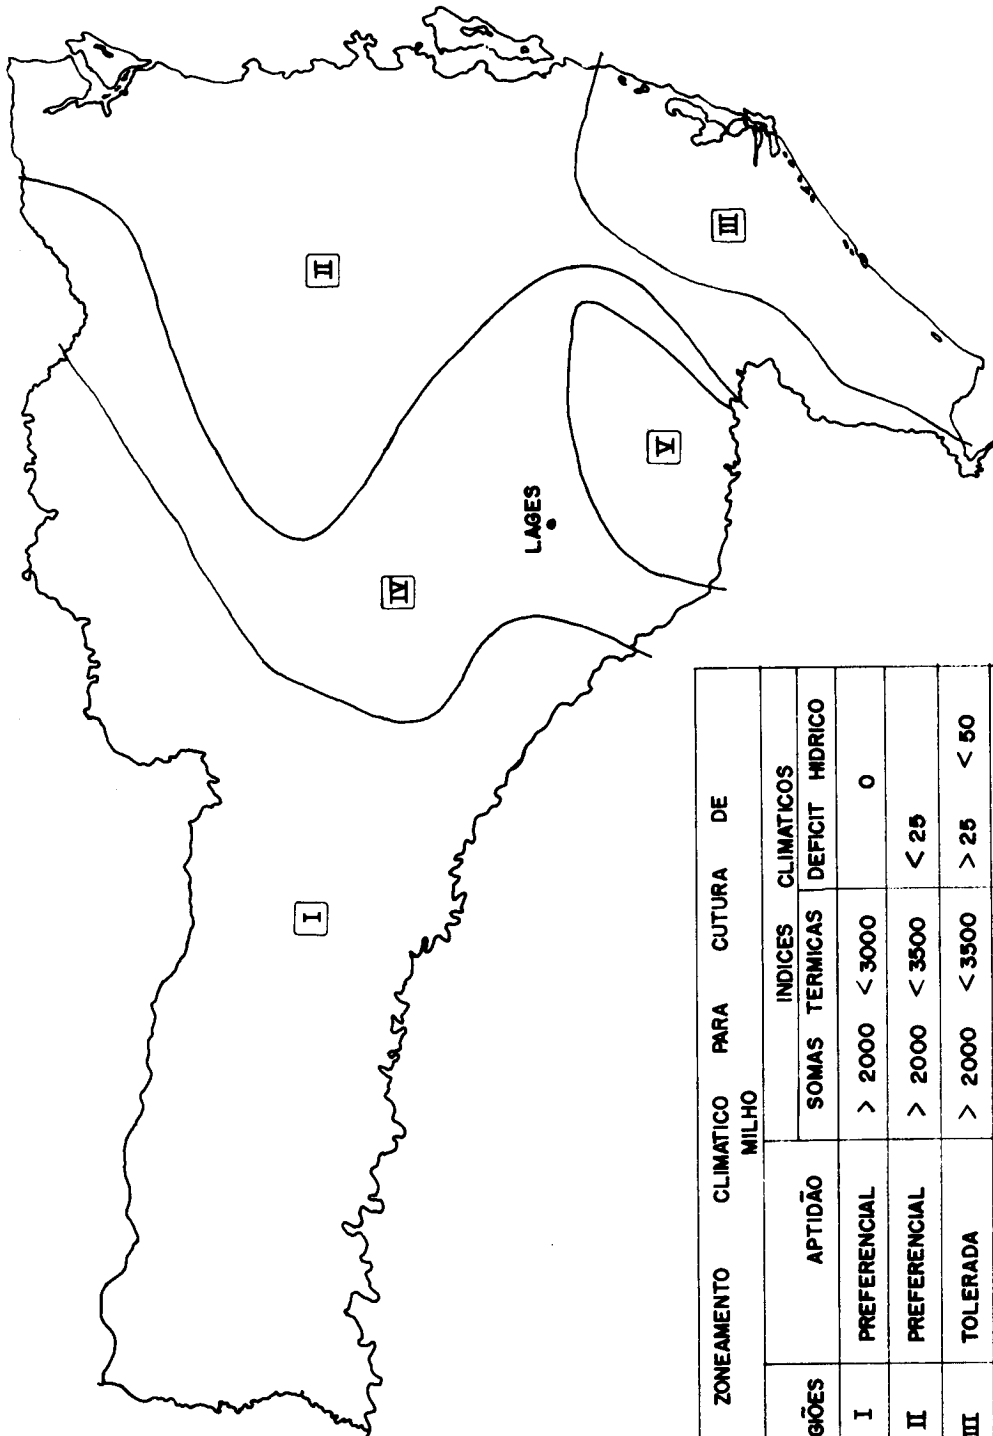 III
II
V
LAGES
IV
I
ZONEAMENTO CLIMATICO PARA CUTURA DE
MILHO
GIÕES APTIDÃO INDICES CLIMATICOS
SOMAS TERMICAS DEFICIT HIDRICO
I PREFERENCIAL > 2000 < 3000 0
II PREFERENCIAL > 2000 < 3500 < 25
III TOLERADA > 2000 < 3500 > 25 < 50